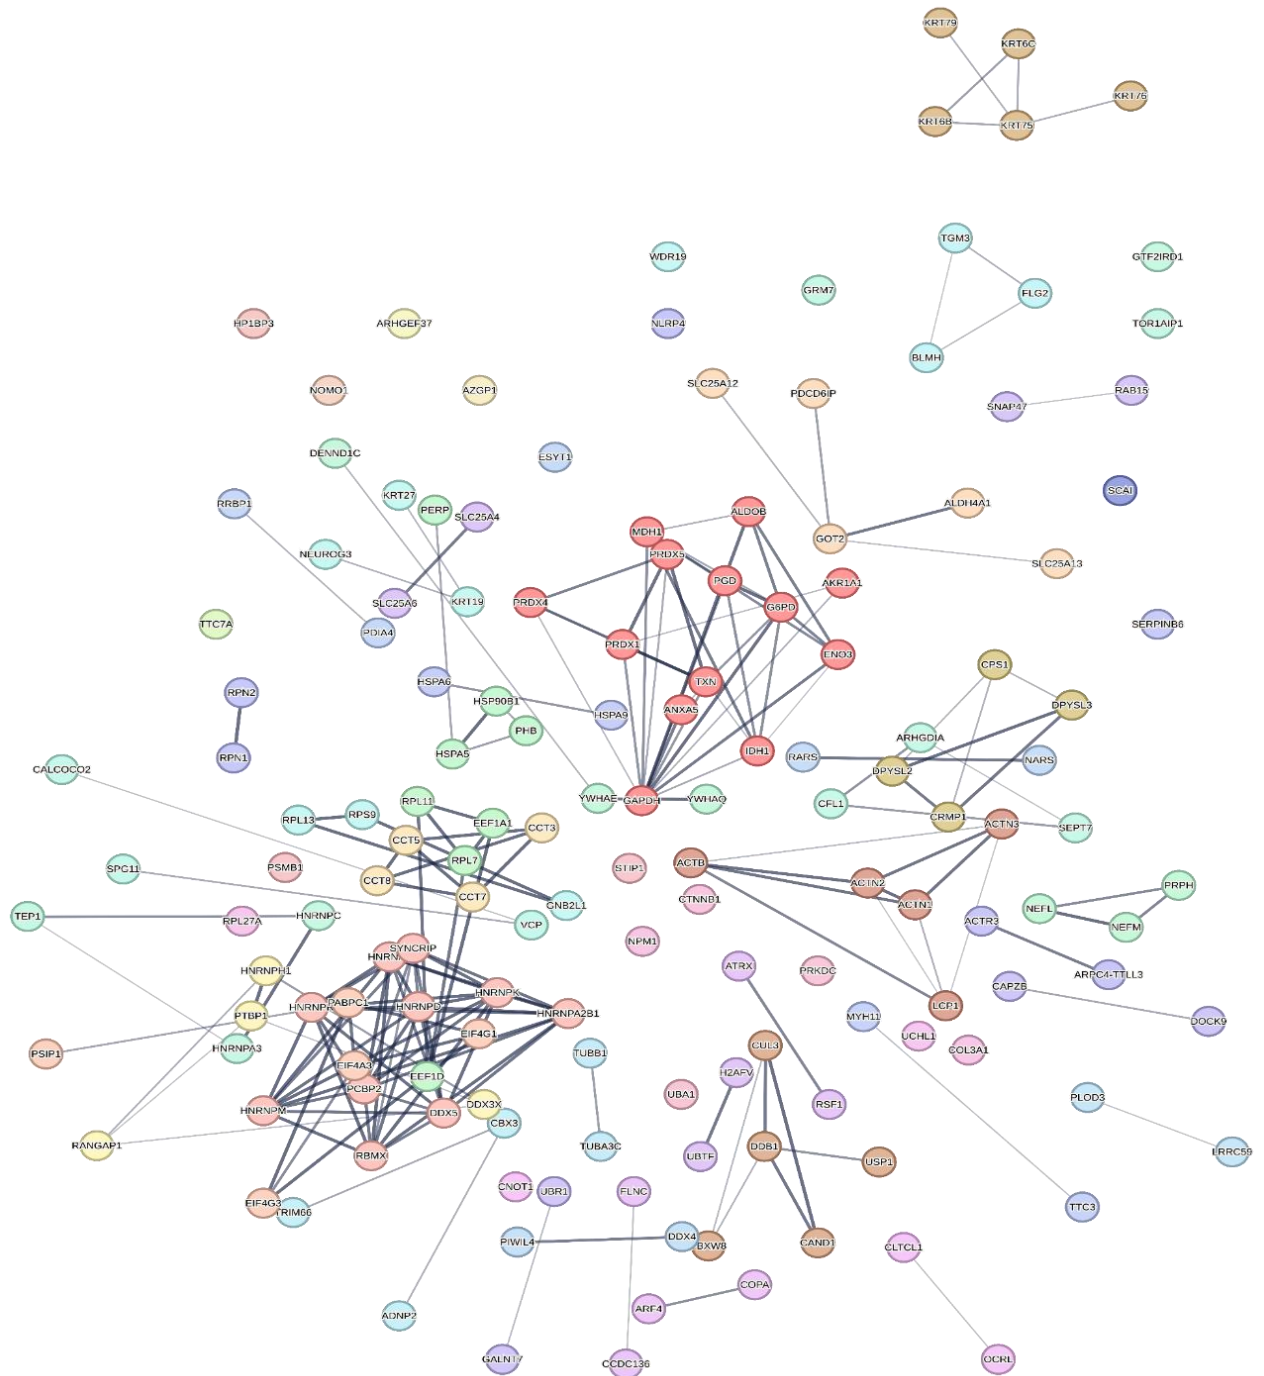 KRT79
KRT6C
KRT76
KRT6B
KRT75
TGM3
WDR19
GTF2IRD1
GRM7
FLG2
HP1BP3
ARHGEF37
NLRP4
TOR1AIP1
BLMH
NOMO1
AZGP1
SLC25A12
PDCD6IP
RAB15
SNAP47
DENND1C
ESYT1
SCAI
KRT27
RRBP1
PERP
SLC25A4
ALDH4A1
ALDOB
MDH1
GOT2
NEUROG3
PRDX5
SLC25A13
PGD
AKR1A1
SLC25A6
KRT19
PRDX4
G6PD
TTC7A
PDIA4
SERPINB6
PRDX1
ENO3
CPS1
HSPA6
TXN
RPN2
HSP90B1
DPYSL3
ANXA5
HSPA9
PHB
ARHGDIA
RPN1
HSPA5
IDH1
RARS
NARS
CALCOCO2
DPYSL2
YWHAE
GAPDH
YWHAQ
RPL11
CFL1
RPL13
RPS9
EEF1A1
CCT3
CRMP1
ACTN3
SEPT7
CCT5
RPL7
SPG11
PSMB1
STIP1
ACTB
CCT8
ACTN2
PRPH
CCT7
CTNNB1
GNB2L1
ACTN1
NEFL
TEP1
RPL27A
HNRNPC
VCP
ACTR3
NEFM
NPM1
SYNCRIP
HNRN
HNRNPH1
ATRX
PRKDC
ARPC4-TTLL3
HNRNPK
CAPZB
HNRNPF
PABPC1
HNRNPD
HNRNPA2B1
LCP1
PTBP1
MYH11
DOCK9
EIF4G1
UCHL1
HNRNPA3
PSIP1
CUL3
COL3A1
TUBB1
EIF4A3
EEF1D
H2AFV
PCBP2
UBA1
DDX3X
RSF1
PLOD3
HNRNPM
DDX5
CBX3
RANGAP1
TUBA3C
DDB1
RBMX
UBTF
USP1
LRRC59
CNOT1
UBR1
FLNC
EIF4G3
TRIM66
TTC3
PIWIL4
DDX4
BXW8
CAND1
CLTCL1
COPA
ARF4
ADNP2
GALNT7
CCDC136
OCRL